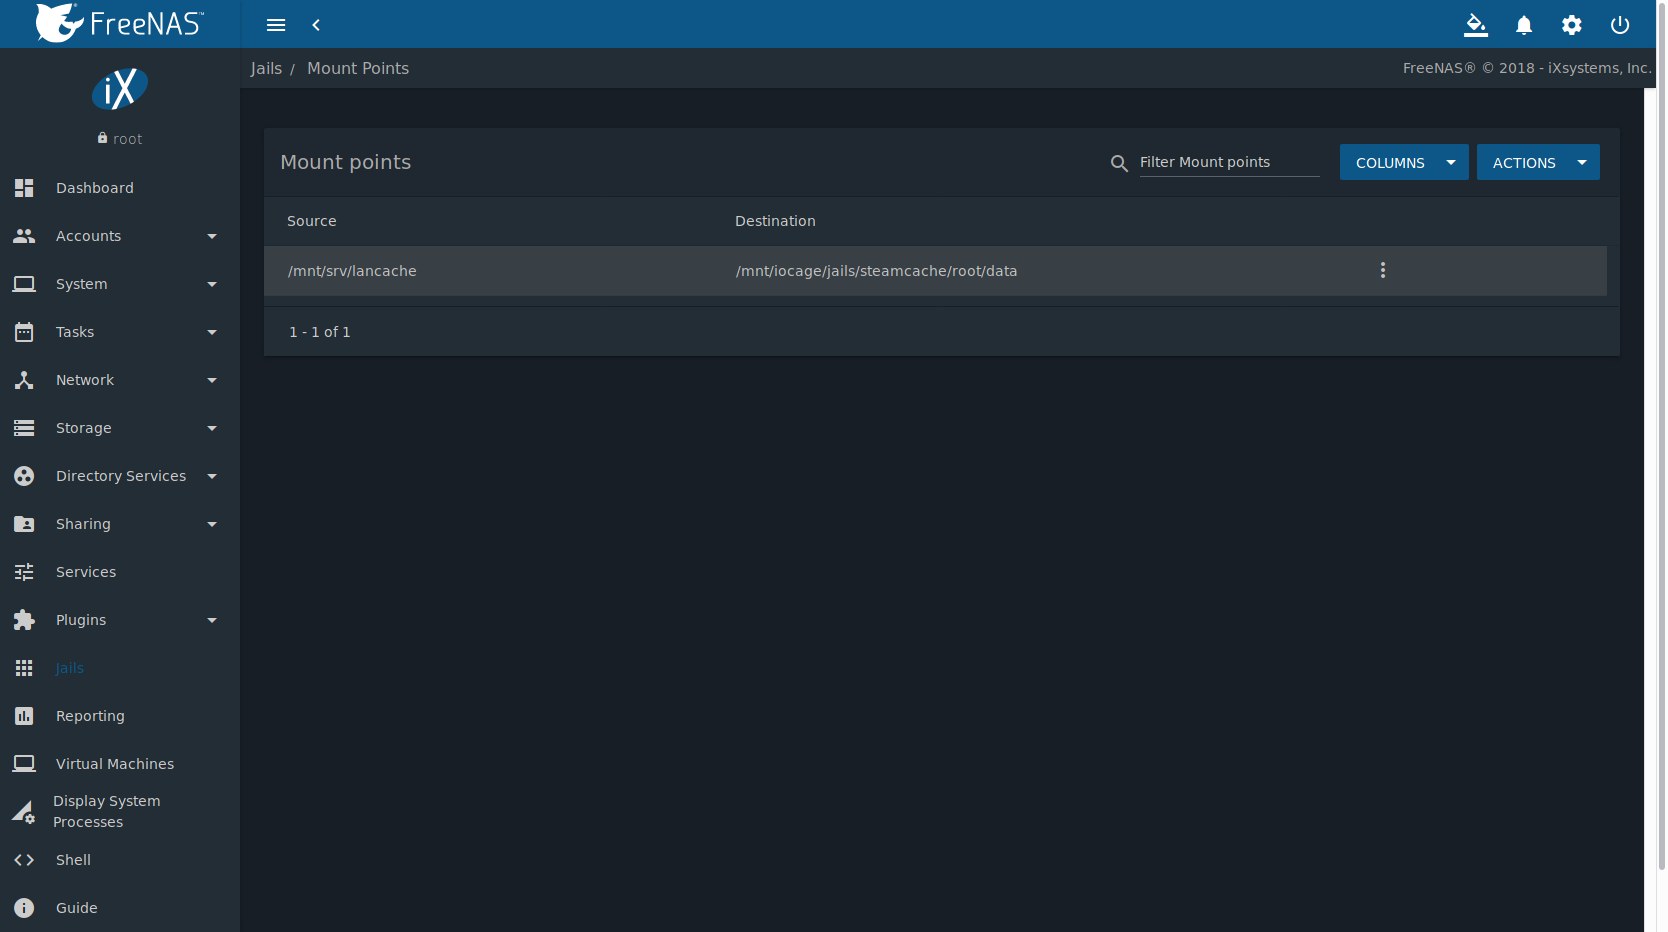 FreeNAS™
Jails / Mount Points
FreeNAS® © 2018 - iXsystems, Inc.
iX
root
Dashboard
Accounts
System
Tasks
Network
Storage
Directory Services
Sharing
Services
Plugins
Jails
Reporting
Virtual Machines
Display System
Processes
Shell
Guide
Mount points
Filter Mount points
COLUMNS
ACTIONS
Source Destination
/mnt/srv/lancache /mnt/iocage/jails/steamcache/root/data
1 - 1 of 1